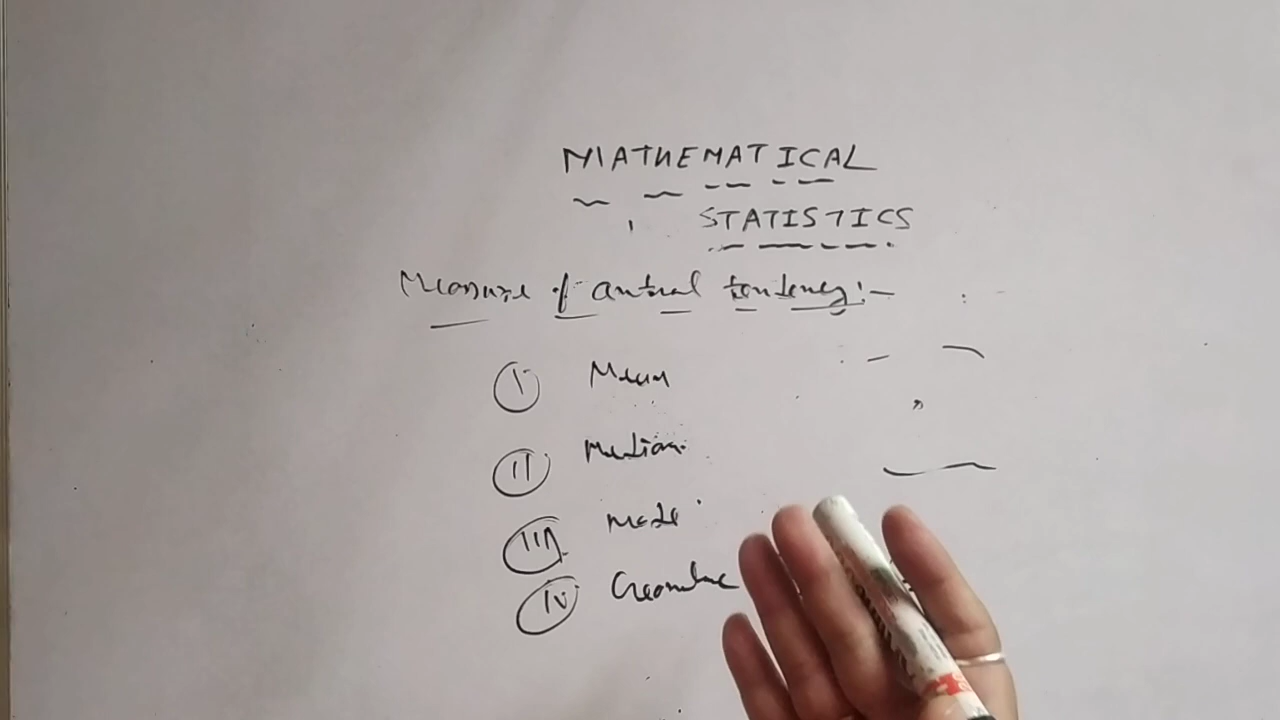 MATHEMATICAL
STATISTICS
Measure of central tendency:-
(I) Mean
(II) Median
(III) Mode
(IV) Geometric